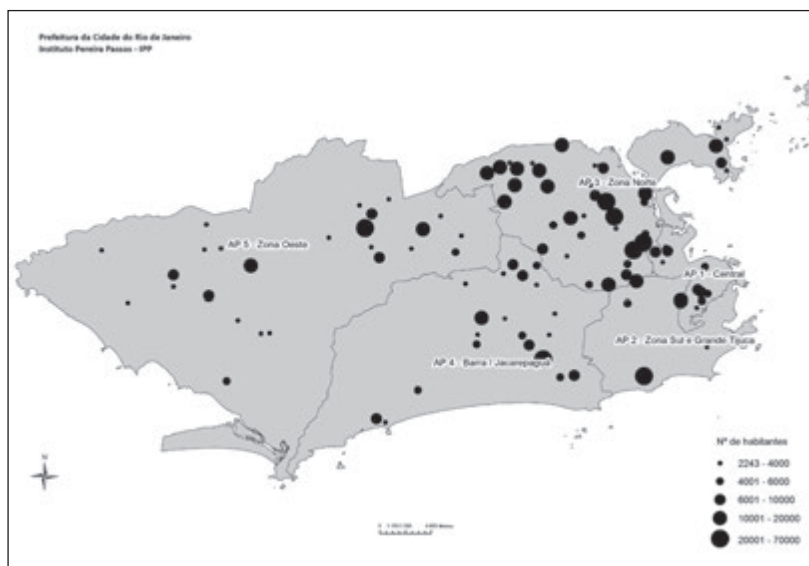 Prefeitura da Cidade do Rio de Janeiro
Instituto Pereira Passos - IPP
AP.3 - Zona Norte
AP.5 - Zona Oeste
AP.1 - Central
AP.2 - Zona Sul e Grande Tijuca
AP.4 - Barra / Jacarepaguá
Nº de habitantes
2243 - 4000
4001 - 6000
6001 - 10000
10001 - 20000
20001 - 70000
N